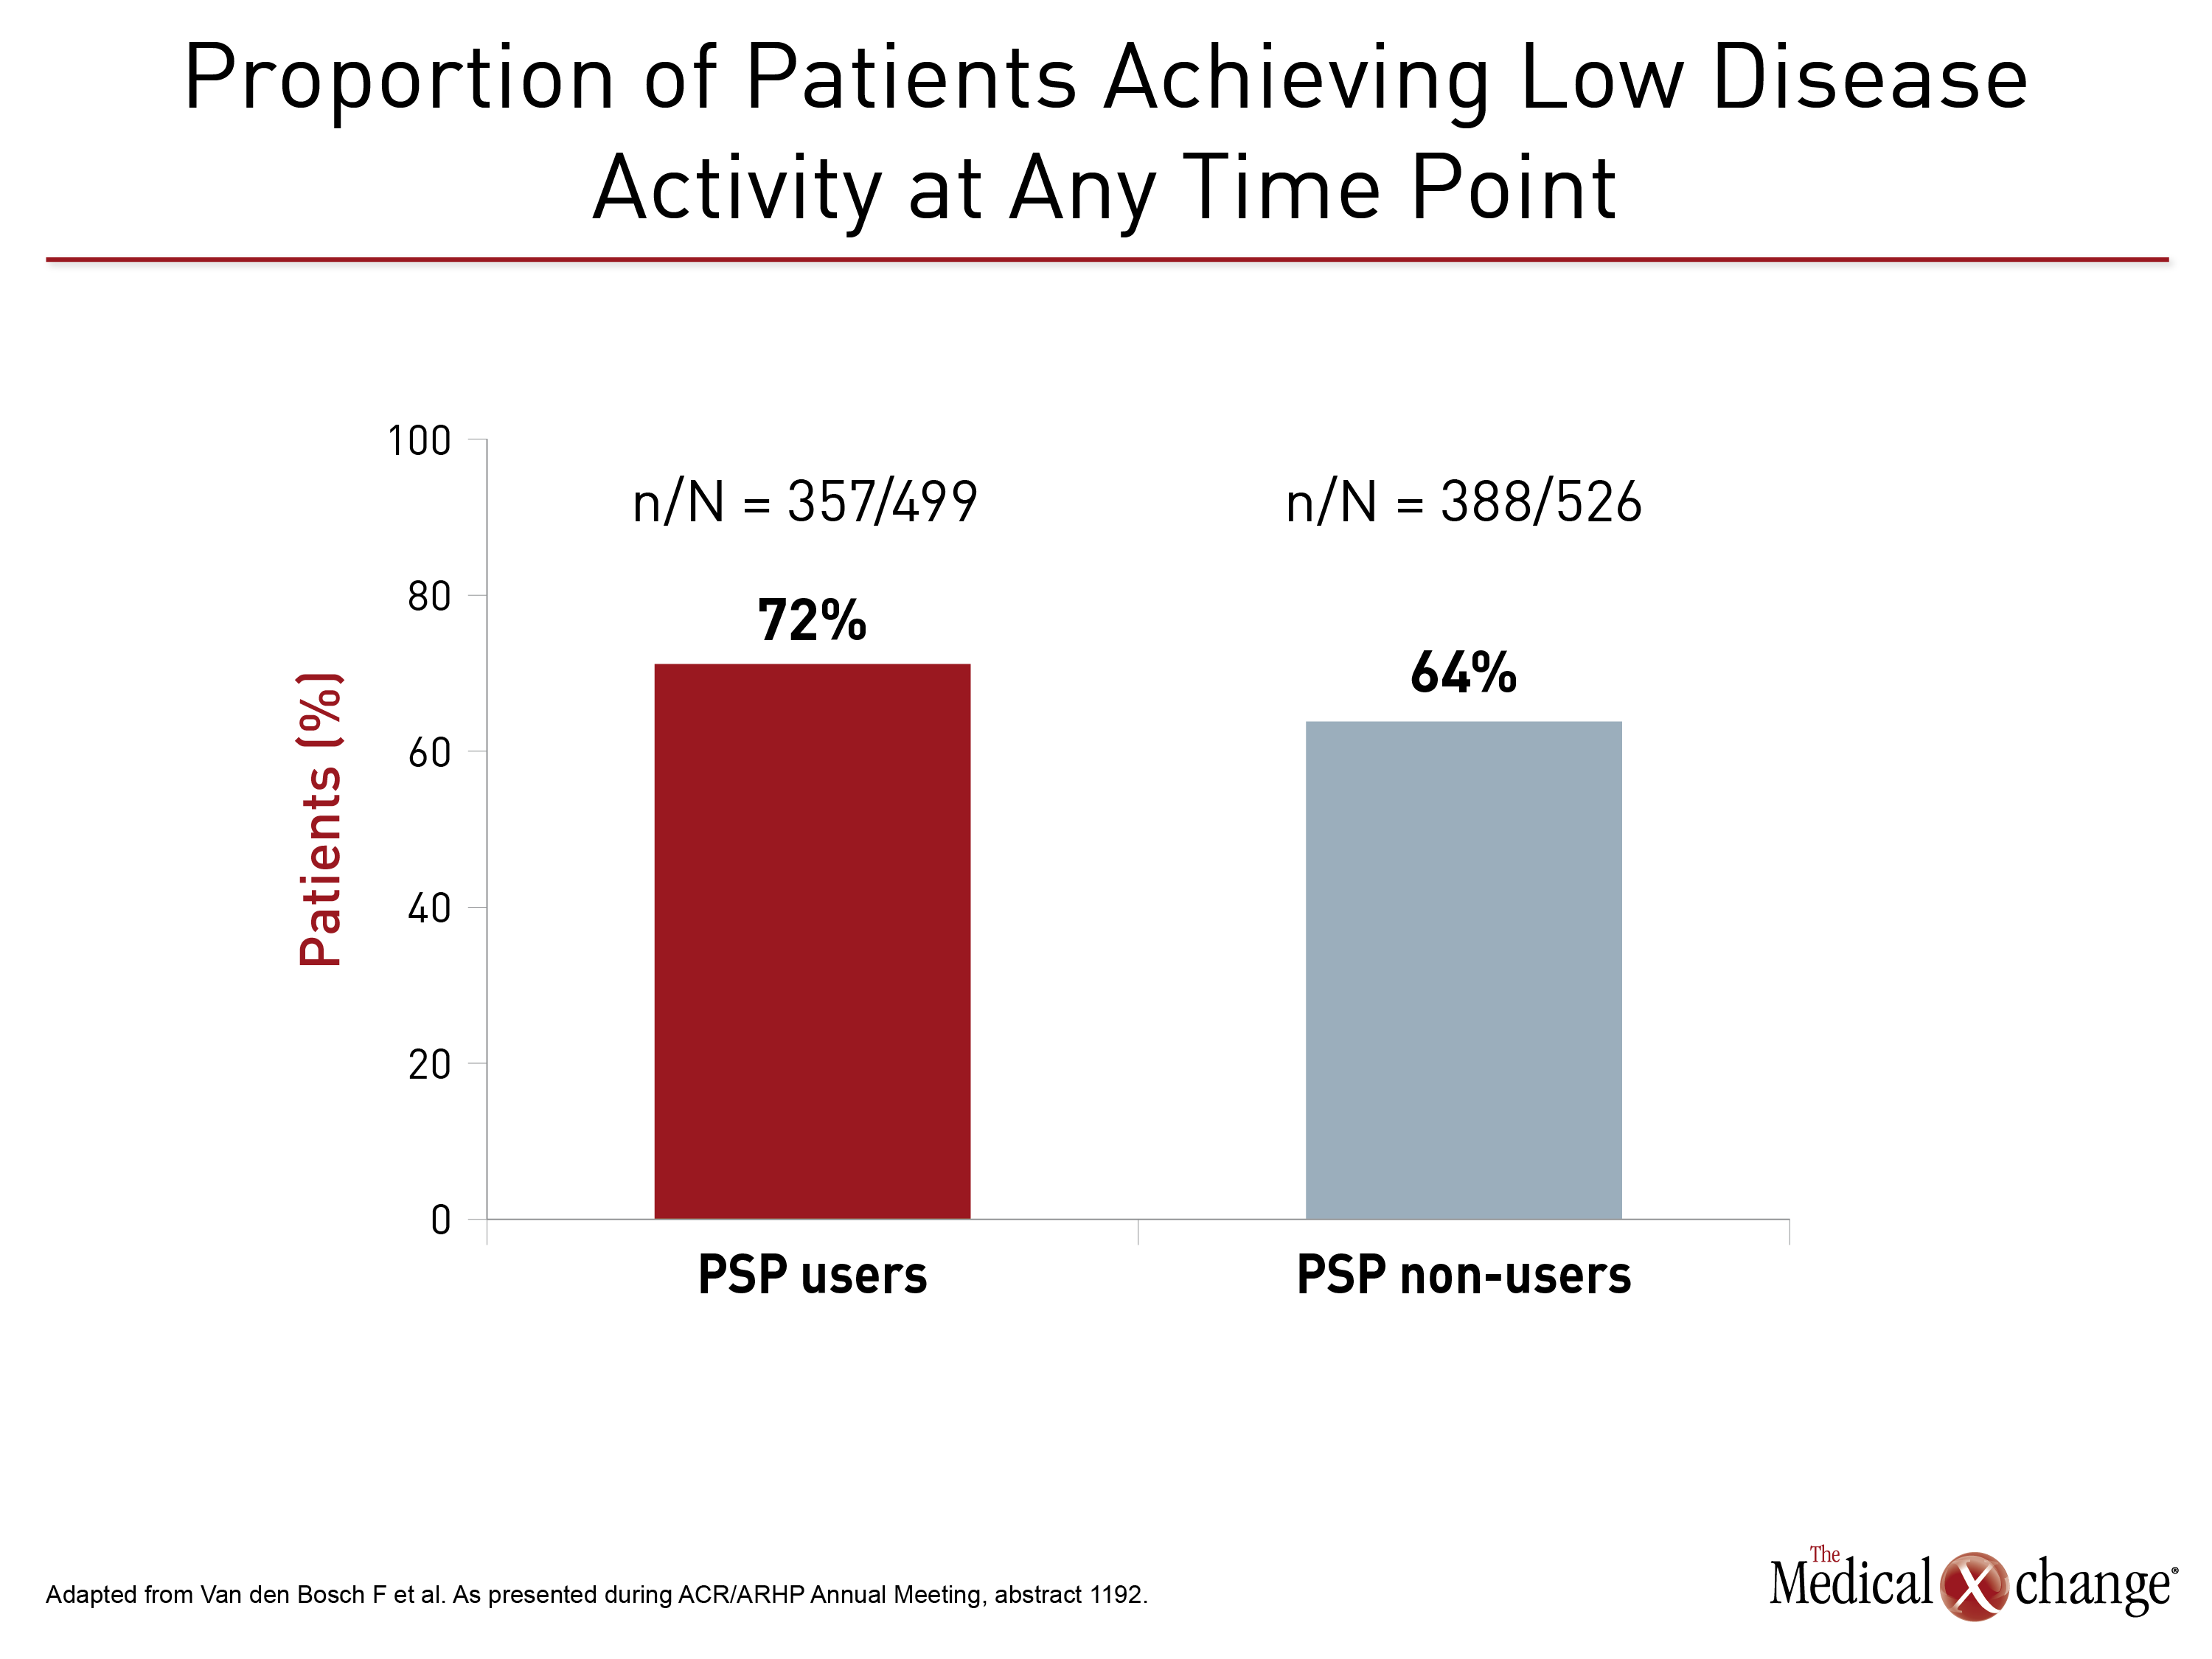 Proportion of Patients Achieving Low Disease
Activity at Any Time Point
Patients (%)
100
80
60
40
20
0
n/N = 357/499
n/N = 388/526
72%
64%
PSP users
PSP non-users
Adapted from Van den Bosch F et al. As presented during ACR/ARHP Annual Meeting, abstract 1192.
The
Medical Xchange®